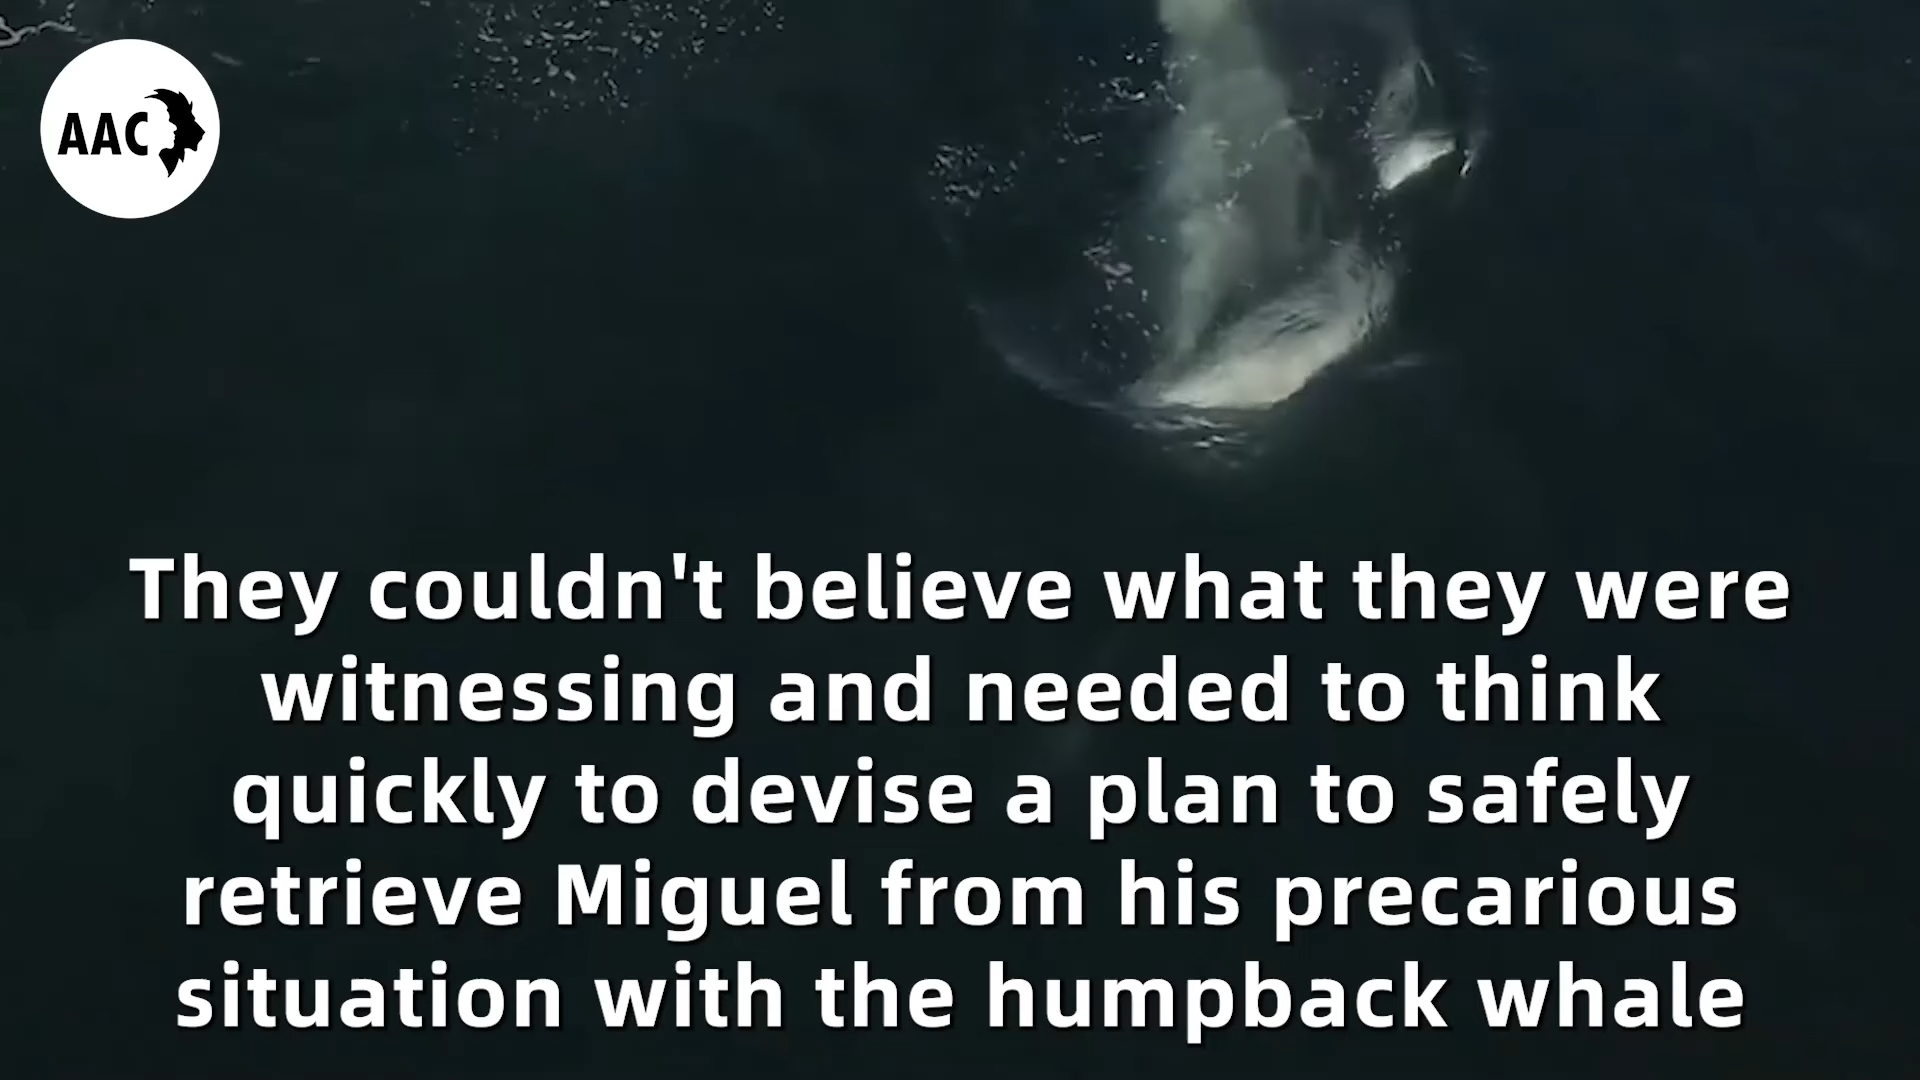 AAC
They couldn't believe what they were
witnessing and needed to think
quickly to devise a plan to safely
retrieve Miguel from his precarious
situation with the humpback whale